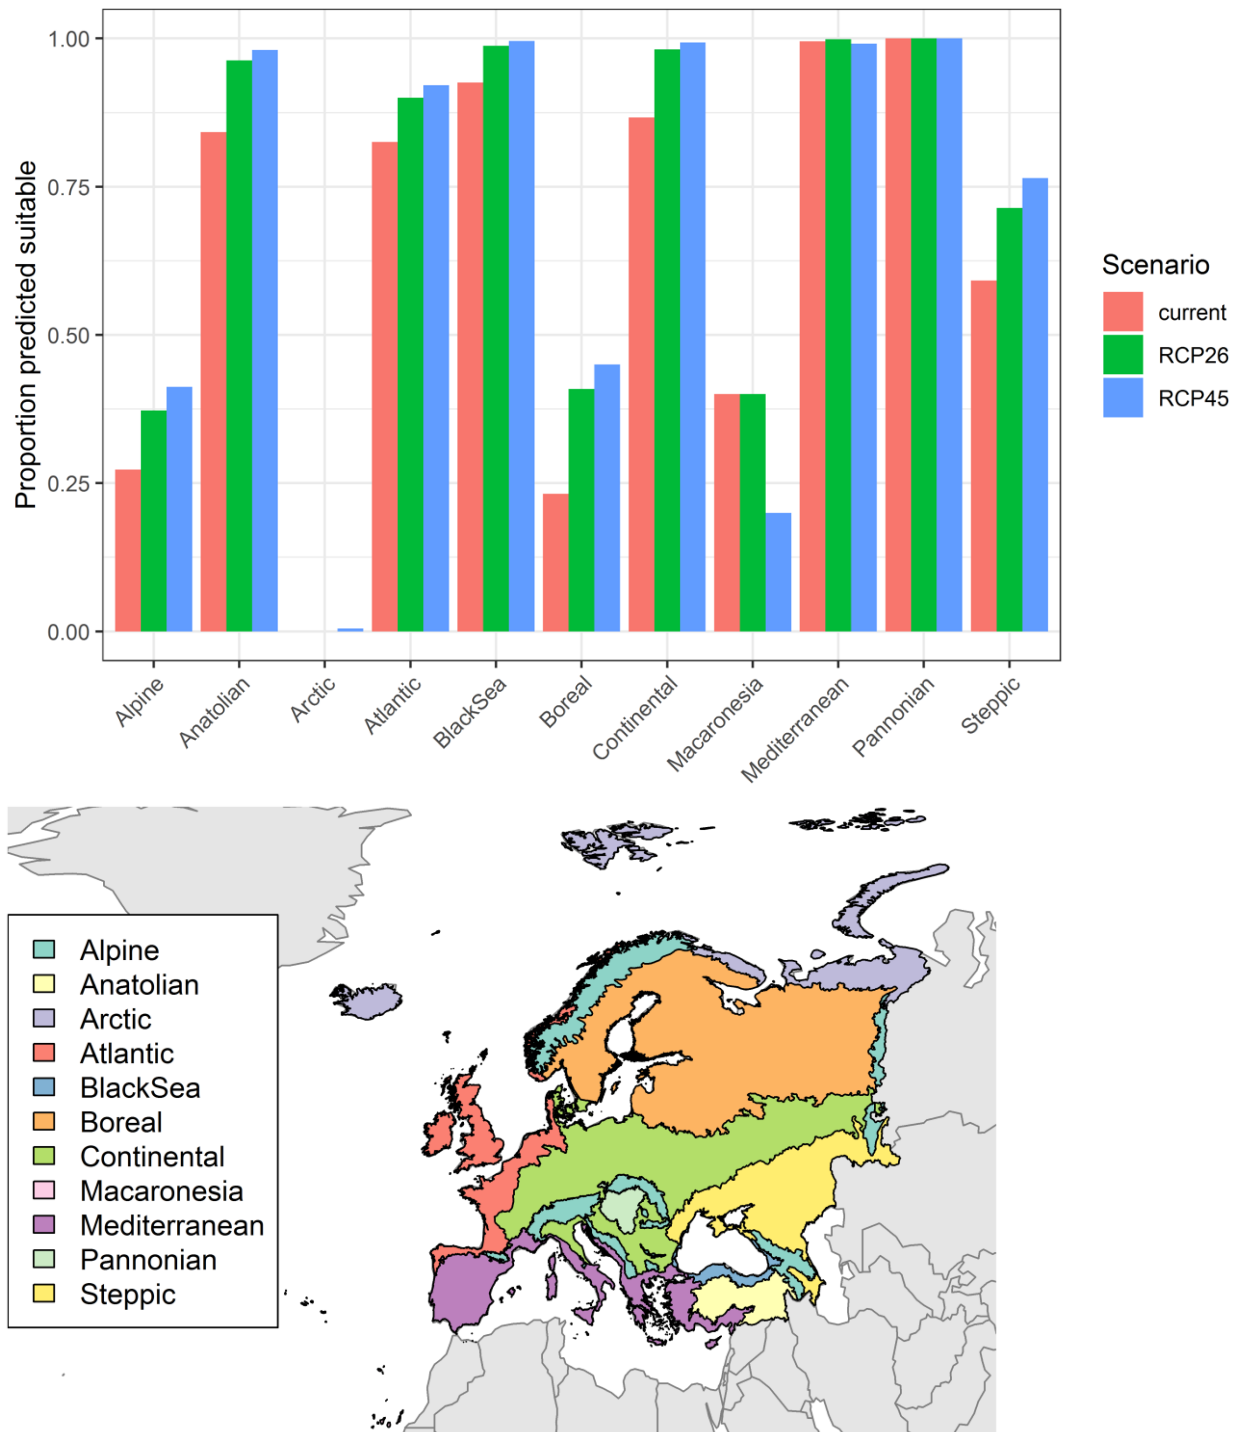 1.00
0.75
0.50
0.25
0.00
Proportion predicted suitable
Alpine
Anatolian
Arctic
Atlantic
BlackSea
Boreal
Continental
Macaronesia
Mediterranean
Pannonian
Steppic
Scenario
current
RCP26
RCP45
Alpine
Anatolian
Arctic
Atlantic
BlackSea
Boreal
Continental
Macaronesia
Mediterranean
Pannonian
Steppic